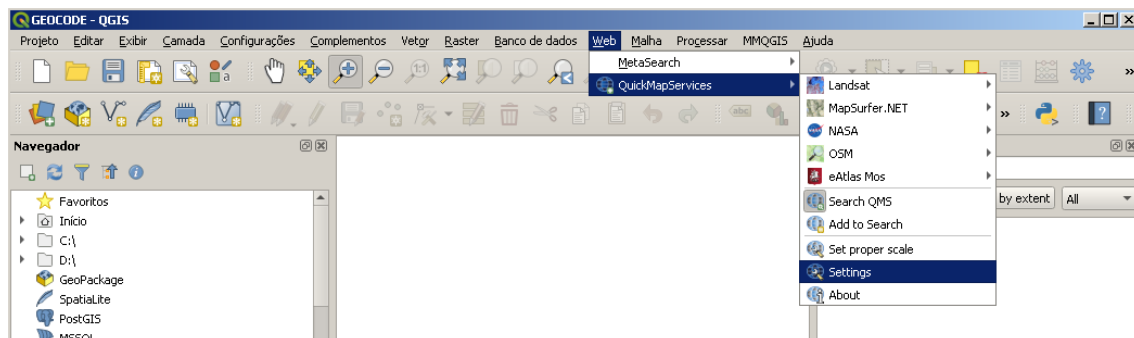 GEOCODE - QGIS
Projeto Editar Exibir Camada Configurações Complementos Vetor Raster Banco de dados Web Malha Processar MMQGIS Ajuda
MetaSearch
QuickMapServices
Landsat
MapSurfer.NET
NASA
OSM
eAtlas Mos
Search QMS
Add to Search
Set proper scale
Settings
About
by extent All
abc
Navegador
Favoritos
Início
C:\
D:\
GeoPackage
SpatiaLite
PostGIS
MSSQL